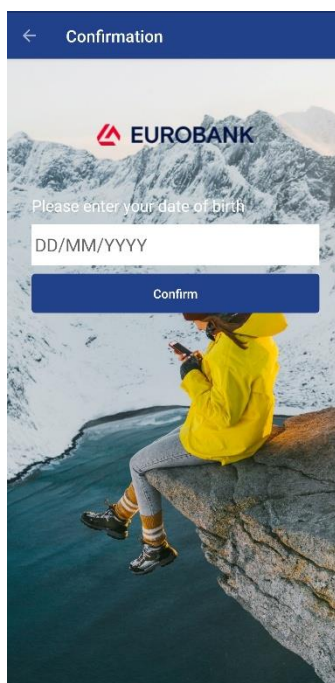 Confirmation
EUROBANK
Please enter your date of birth
DD/MM/YYYY
Confirm